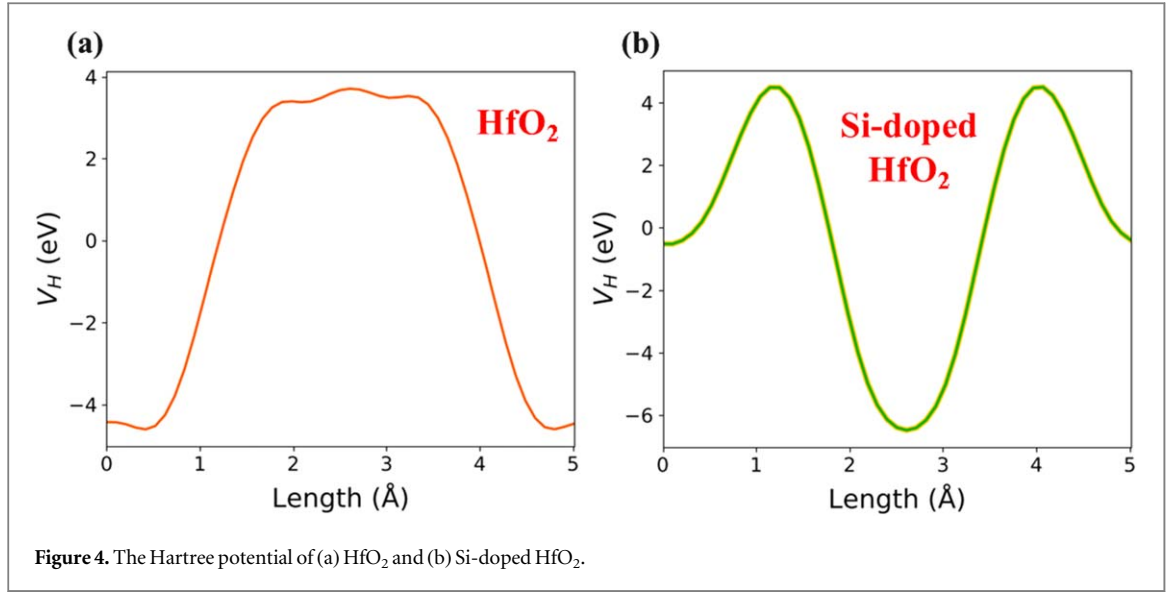 (a)
4
2
0
−2
−4
V_H (eV)
0 1 2 3 4 5
Length (Å)
HfO₂
(b)
4
2
0
−2
−4
−6
V_H (eV)
0 1 2 3 4 5
Length (Å)
Si-doped
HfO₂
Figure 4. The Hartree potential of (a) HfO₂ and (b) Si-doped HfO₂.